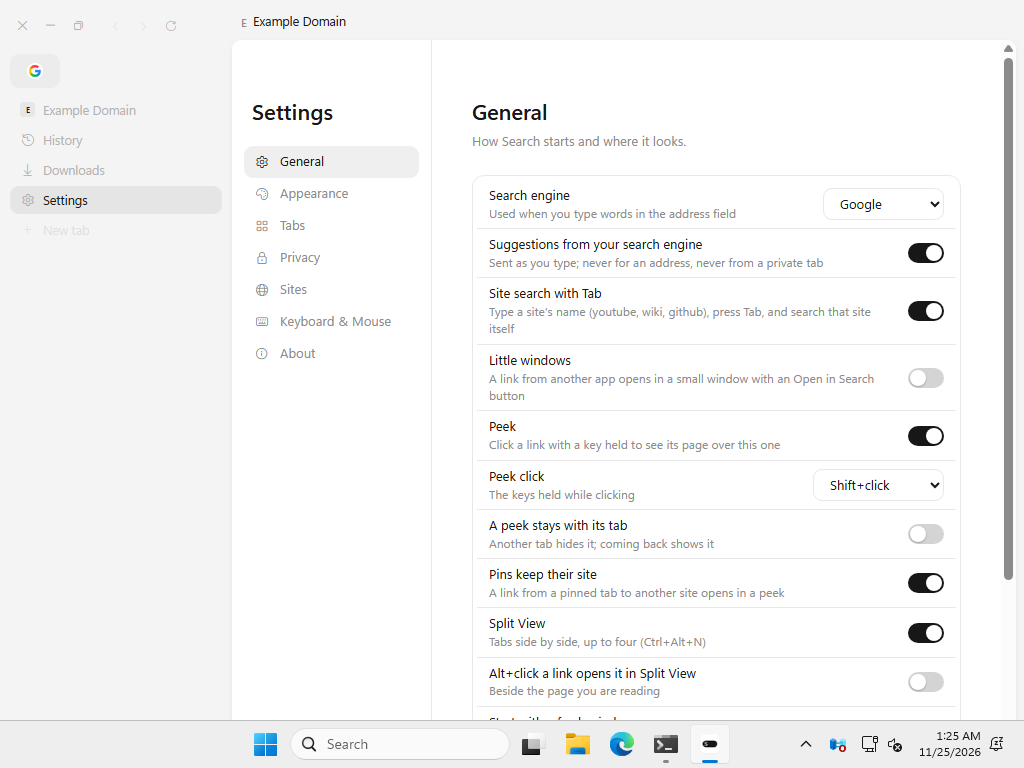 E Example Domain
G
E Example Domain
History
Downloads
Settings
New tab
Settings
General
Appearance
Tabs
Privacy
Sites
Keyboard & Mouse
About
General
How Search starts and where it looks.
Search engine
Used when you type words in the address field
Google
Suggestions from your search engine
Sent as you type; never for an address, never from a private tab
Site search with Tab
Type a site's name (youtube, wiki, github), press Tab, and search that site
itself
Little windows
A link from another app opens in a small window with an Open in Search
button
Peek
Click a link with a key held to see its page over this one
Peek click
The keys held while clicking
Shift+click
A peek stays with its tab
Another tab hides it; coming back shows it
Pins keep their site
A link from a pinned tab to another site opens in a peek
Split View
Tabs side by side, up to four (Ctrl+Alt+N)
Alt+click a link opens it in Split View
Beside the page you are reading
Search
1:25 AM
11/25/2026